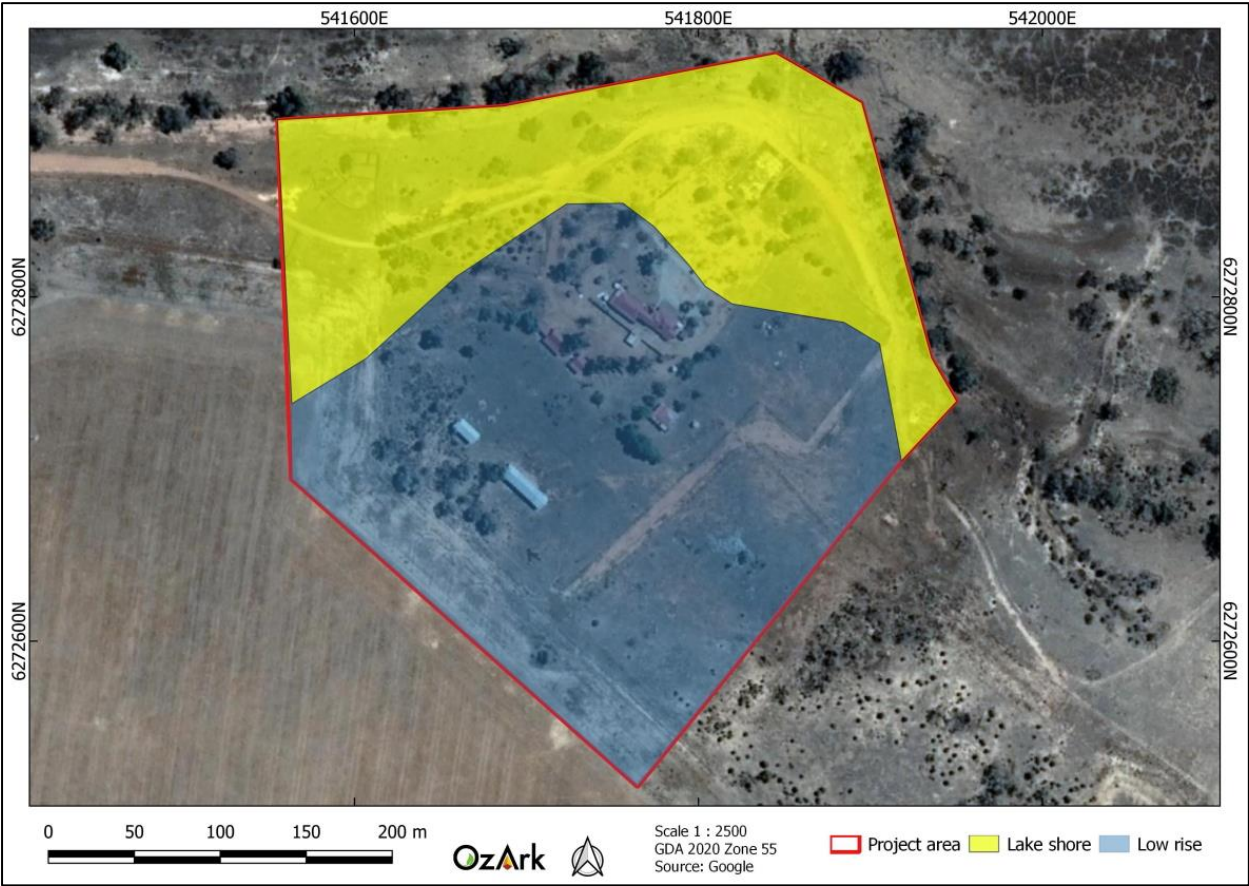 541600E
541800E
542000E
6272800N
6272800N
6272600N
6272600N
0 50 100 150 200 m
OzArk
Scale 1 : 2500
GDA 2020 Zone 55
Source: Google
Project area
Lake shore
Low rise